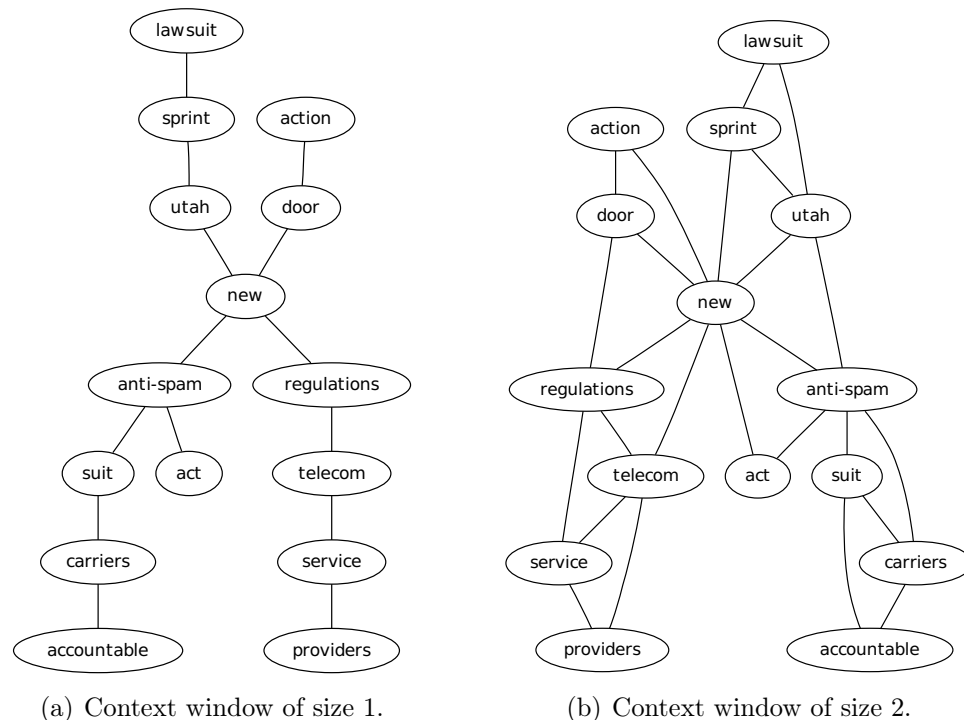 lawsuit
sprint
action
utah
door
new
anti-spam
regulations
suit
act
telecom
carriers
service
accountable
providers
(a) Context window of size 1.
lawsuit
action
sprint
door
utah
new
regulations
anti-spam
telecom
act
suit
service
carriers
providers
accountable
(b) Context window of size 2.